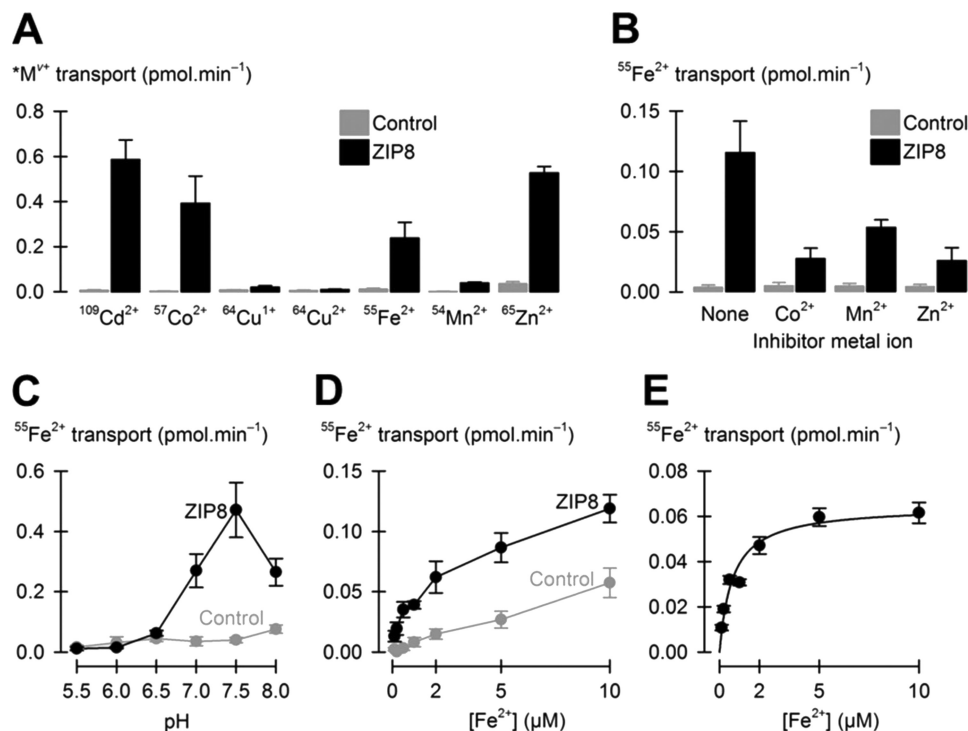 A
*Mᵛ⁺ transport (pmol.min⁻¹)
0.8
0.6
0.4
0.2
0.0
Control
ZIP8
¹⁰⁹Cd²⁺ ⁵⁷Co²⁺ ⁶⁴Cu¹⁺ ⁶⁴Cu²⁺ ⁵⁵Fe²⁺ ⁵⁴Mn²⁺ ⁶⁵Zn²⁺
B
⁵⁵Fe²⁺ transport (pmol.min⁻¹)
0.15
0.10
0.05
0.00
Control
ZIP8
None Co²⁺ Mn²⁺ Zn²⁺
Inhibitor metal ion
C
⁵⁵Fe²⁺ transport (pmol.min⁻¹)
0.6
0.4
0.2
0.0
ZIP8
Control
5.5 6.0 6.5 7.0 7.5 8.0
pH
D
⁵⁵Fe²⁺ transport (pmol.min⁻¹)
0.15
0.10
0.05
0.00
ZIP8
Control
0 2 5 10
[Fe²⁺] (µM)
E
⁵⁵Fe²⁺ transport (pmol.min⁻¹)
0.08
0.06
0.04
0.02
0.00
0 2 5 10
[Fe²⁺] (µM)